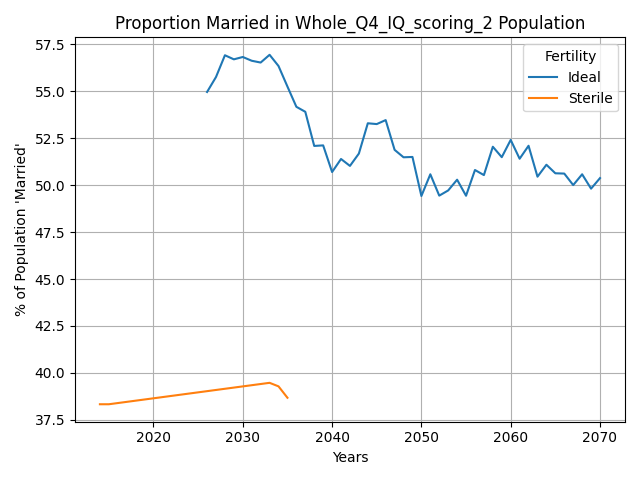 Proportion Married in Whole_Q4_IQ_scoring_2 Population
% of Population 'Married'
57.5
55.0
52.5
50.0
47.5
45.0
42.5
40.0
37.5
Fertility
Ideal
Sterile
2020 2030 2040 2050 2060 2070
Years